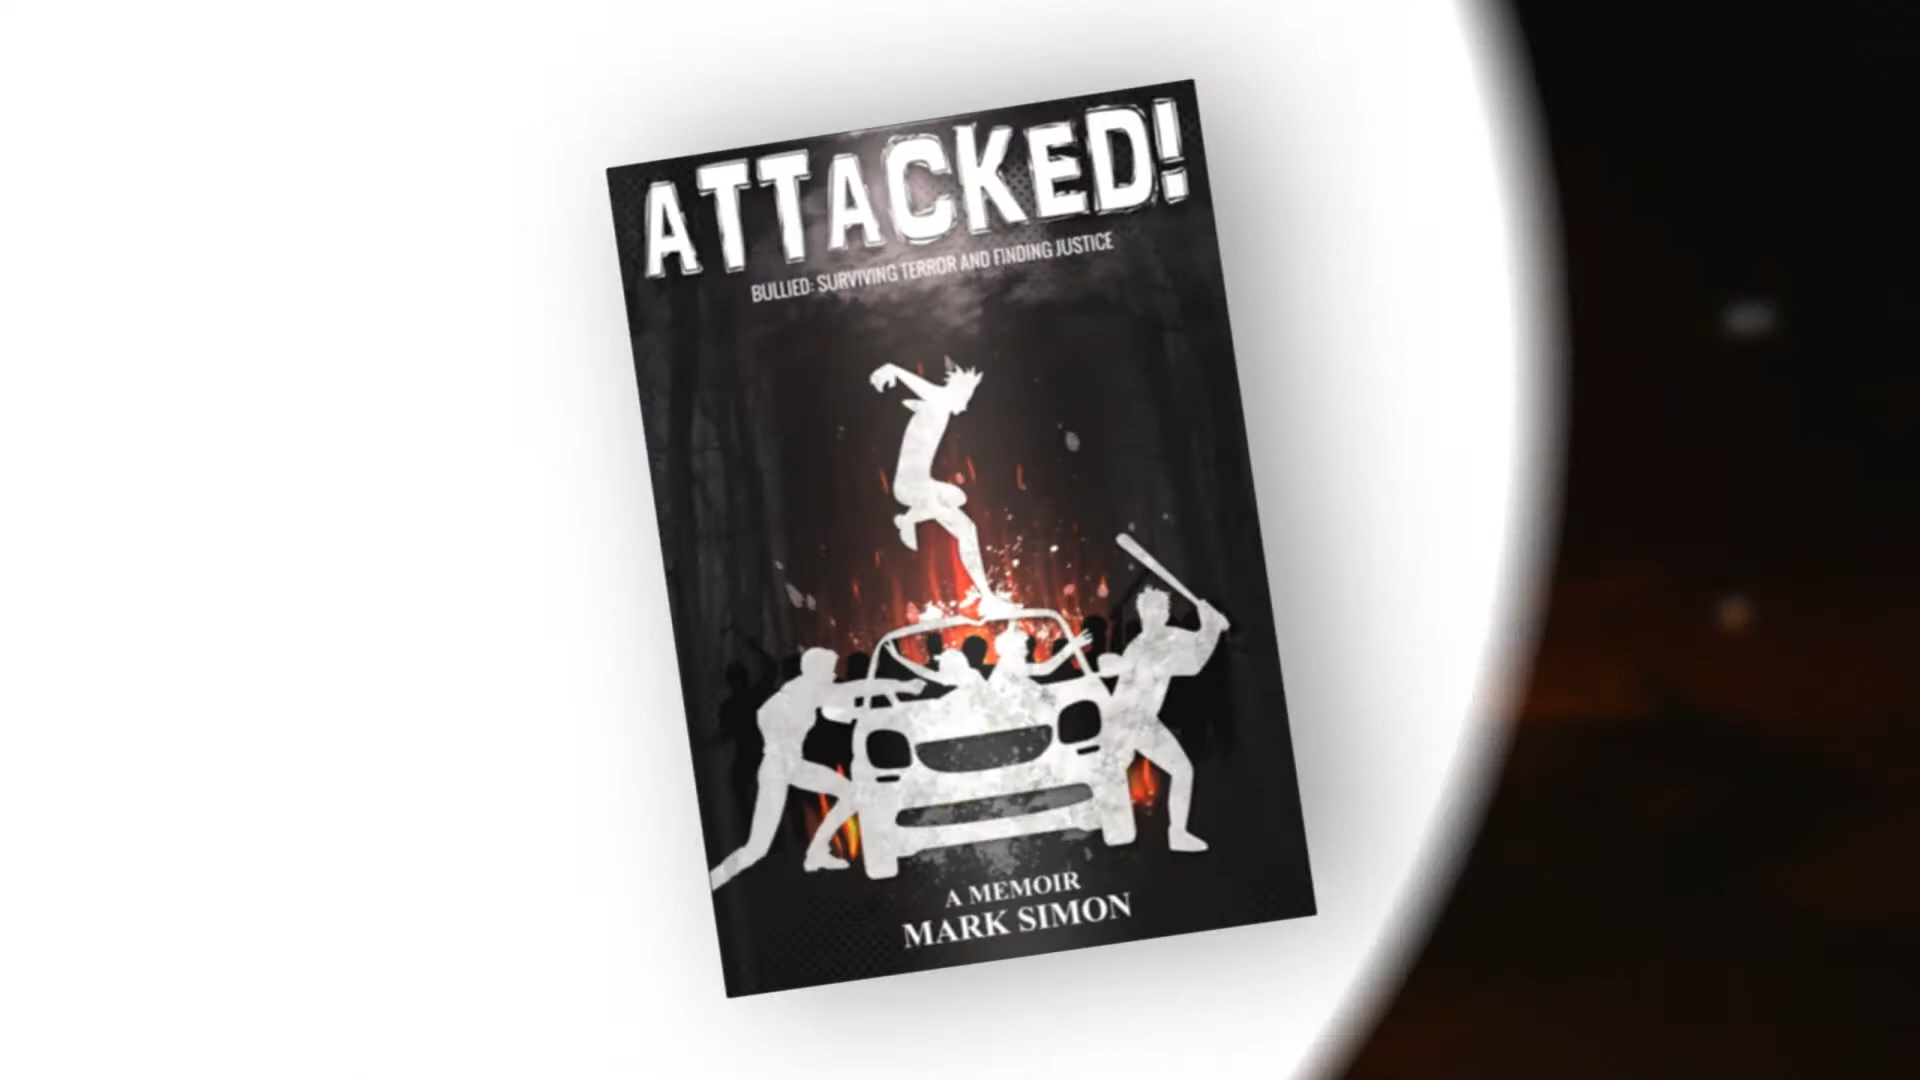 ATTACKED!
BULLIED: SURVIVING TERROR AND FINDING JUSTICE
A MEMOIR
MARK SIMON